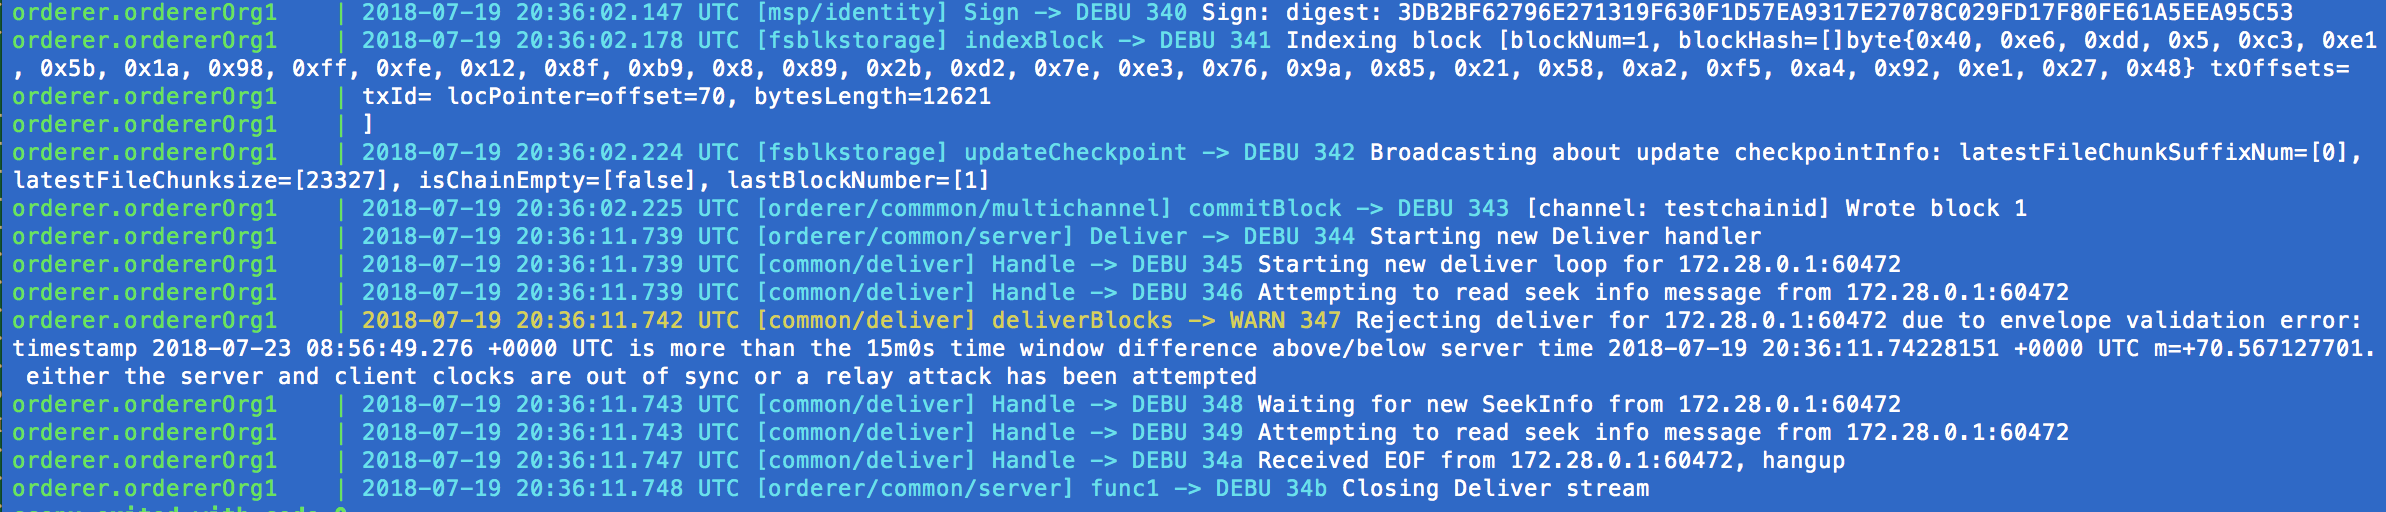 orderer.ordererOrg1    | 2018-07-19 20:36:02.147 UTC [msp/identity] Sign -> DEBU 340 Sign: digest: 3DB2BF62796E271319F630F1D57EA9317E27078C029FD17F80FE61A5EEA95C53
orderer.ordererOrg1    | 2018-07-19 20:36:02.178 UTC [fsblkstorage] indexBlock -> DEBU 341 Indexing block [blockNum=1, blockHash=[]byte{0x40, 0xe6, 0xdd, 0x5, 0xc3, 0xe1
, 0x5b, 0x1a, 0x98, 0xff, 0xfe, 0x12, 0x8f, 0xb9, 0x8, 0x89, 0x2b, 0xd2, 0x7e, 0xe3, 0x76, 0x9a, 0x85, 0x21, 0x58, 0xa2, 0xf5, 0xa4, 0x92, 0xe1, 0x27, 0x48} txOffsets=
orderer.ordererOrg1    | txId= locPointer=offset=70, bytesLength=12621
orderer.ordererOrg1    | ]
orderer.ordererOrg1    | 2018-07-19 20:36:02.224 UTC [fsblkstorage] updateCheckpoint -> DEBU 342 Broadcasting about update checkpointInfo: latestFileChunkSuffixNum=[0],
latestFileChunksize=[23327], isChainEmpty=[false], lastBlockNumber=[1]
orderer.ordererOrg1    | 2018-07-19 20:36:02.225 UTC [orderer/commmon/multichannel] commitBlock -> DEBU 343 [channel: testchainid] Wrote block 1
orderer.ordererOrg1    | 2018-07-19 20:36:11.739 UTC [orderer/common/server] Deliver -> DEBU 344 Starting new Deliver handler
orderer.ordererOrg1    | 2018-07-19 20:36:11.739 UTC [common/deliver] Handle -> DEBU 345 Starting new deliver loop for 172.28.0.1:60472
orderer.ordererOrg1    | 2018-07-19 20:36:11.739 UTC [common/deliver] Handle -> DEBU 346 Attempting to read seek info message from 172.28.0.1:60472
orderer.ordererOrg1    | 2018-07-19 20:36:11.742 UTC [common/deliver] deliverBlocks -> WARN 347 Rejecting deliver for 172.28.0.1:60472 due to envelope validation error:
timestamp 2018-07-23 08:56:49.276 +0000 UTC is more than the 15m0s time window difference above/below server time 2018-07-19 20:36:11.74228151 +0000 UTC m=+70.567127701.
either the server and client clocks are out of sync or a relay attack has been attempted
orderer.ordererOrg1    | 2018-07-19 20:36:11.743 UTC [common/deliver] Handle -> DEBU 348 Waiting for new SeekInfo from 172.28.0.1:60472
orderer.ordererOrg1    | 2018-07-19 20:36:11.743 UTC [common/deliver] Handle -> DEBU 349 Attempting to read seek info message from 172.28.0.1:60472
orderer.ordererOrg1    | 2018-07-19 20:36:11.747 UTC [common/deliver] Handle -> DEBU 34a Received EOF from 172.28.0.1:60472, hangup
orderer.ordererOrg1    | 2018-07-19 20:36:11.748 UTC [orderer/common/server] func1 -> DEBU 34b Closing Deliver stream
exited with code 0